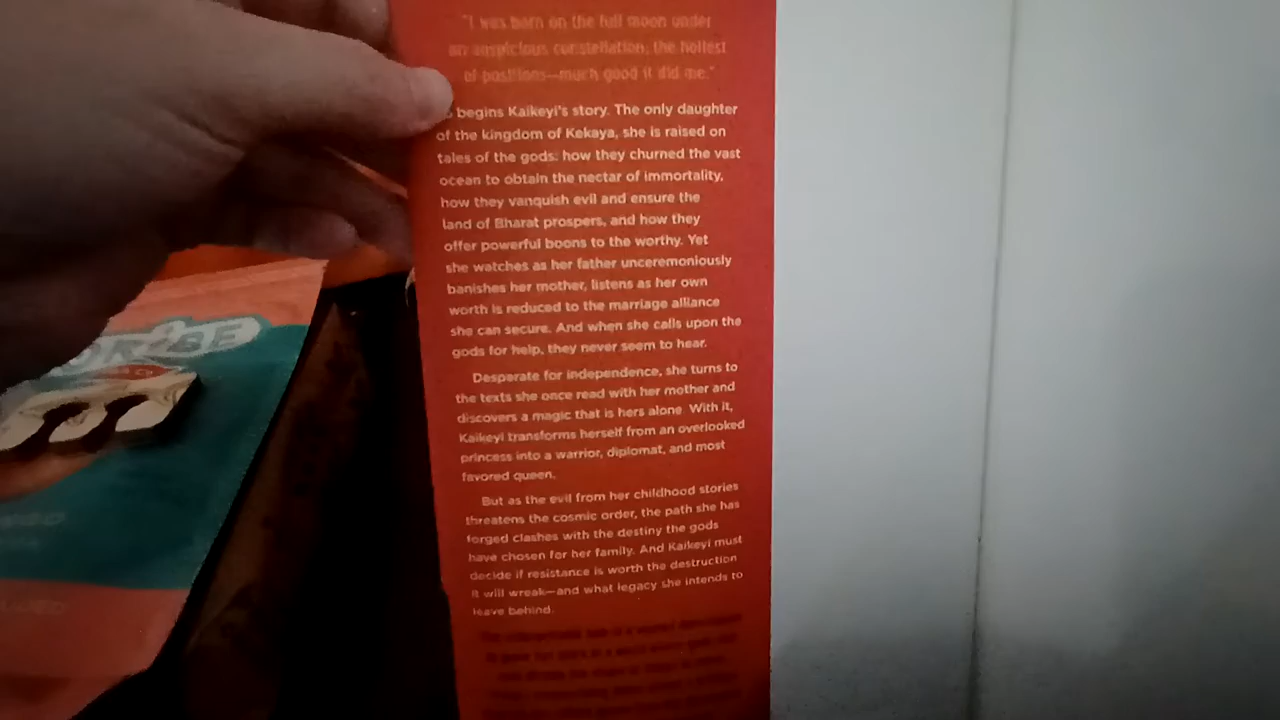 "I was born on the full moon under
an auspicious constellation, the holiest
of positions—much good it did me."
begins Kaikeyi's story. The only daughter
of the kingdom of Kekaya, she is raised on
tales of the gods: how they churned the vast
ocean to obtain the nectar of immortality,
how they vanquish evil and ensure the
land of Bharat prospers, and how they
offer powerful boons to the worthy. Yet
she watches as her father unceremoniously
banishes her mother, listens as her own
worth is reduced to the marriage alliance
she can secure. And when she calls upon the
gods for help, they never seem to hear.
Desperate for independence, she turns to
the texts she once read with her mother and
discovers a magic that is hers alone. With it,
Kaikeyi transforms herself from an overlooked
princess into a warrior, diplomat, and most
favored queen.
But as the evil from her childhood stories
threatens the cosmic order, the path she has
forged clashes with the destiny the gods
have chosen for her family. And Kaikeyi must
decide if resistance is worth the destruction
it will wreak—and what legacy she intends to
leave behind.